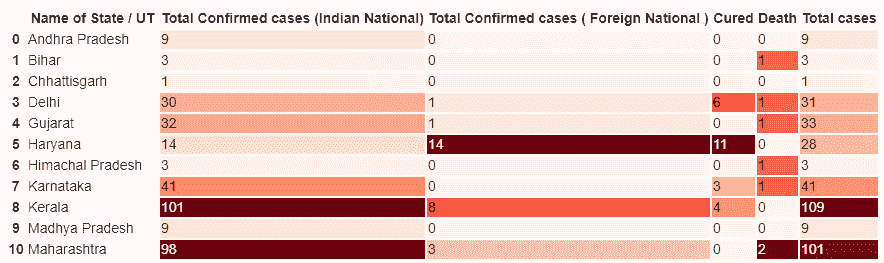 Name of State / UT Total Confirmed cases (Indian National) Total Confirmed cases ( Foreign National ) Cured Death Total cases
0 Andhra Pradesh 9 0 0 0 9
1 Bihar 3 0 0 1 3
2 Chhattisgarh 1 0 0 0 1
3 Delhi 30 1 6 1 31
4 Gujarat 32 1 0 1 33
5 Haryana 14 14 11 0 28
6 Himachal Pradesh 3 0 0 1 3
7 Karnataka 41 0 3 1 41
8 Kerala 101 8 4 0 109
9 Madhya Pradesh 9 0 0 0 9
10 Maharashtra 98 3 0 2 101